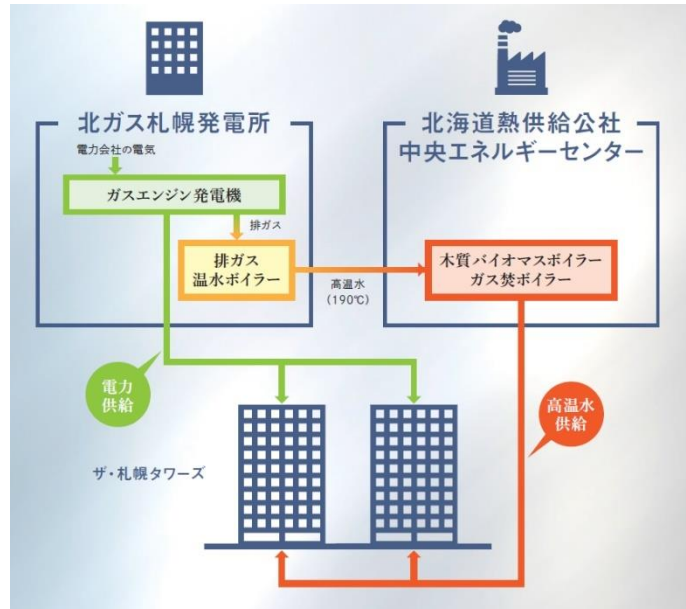 北ガス札幌発電所
電力会社の電気
ガスエンジン発電機
排ガス
排ガス
温水ボイラー
高温水
(190℃)
北海道熱供給公社
中央エネルギーセンター
木質バイオマスボイラー
ガス焚ボイラー
電力
供給
高温水
供給
ザ・札幌タワーズ